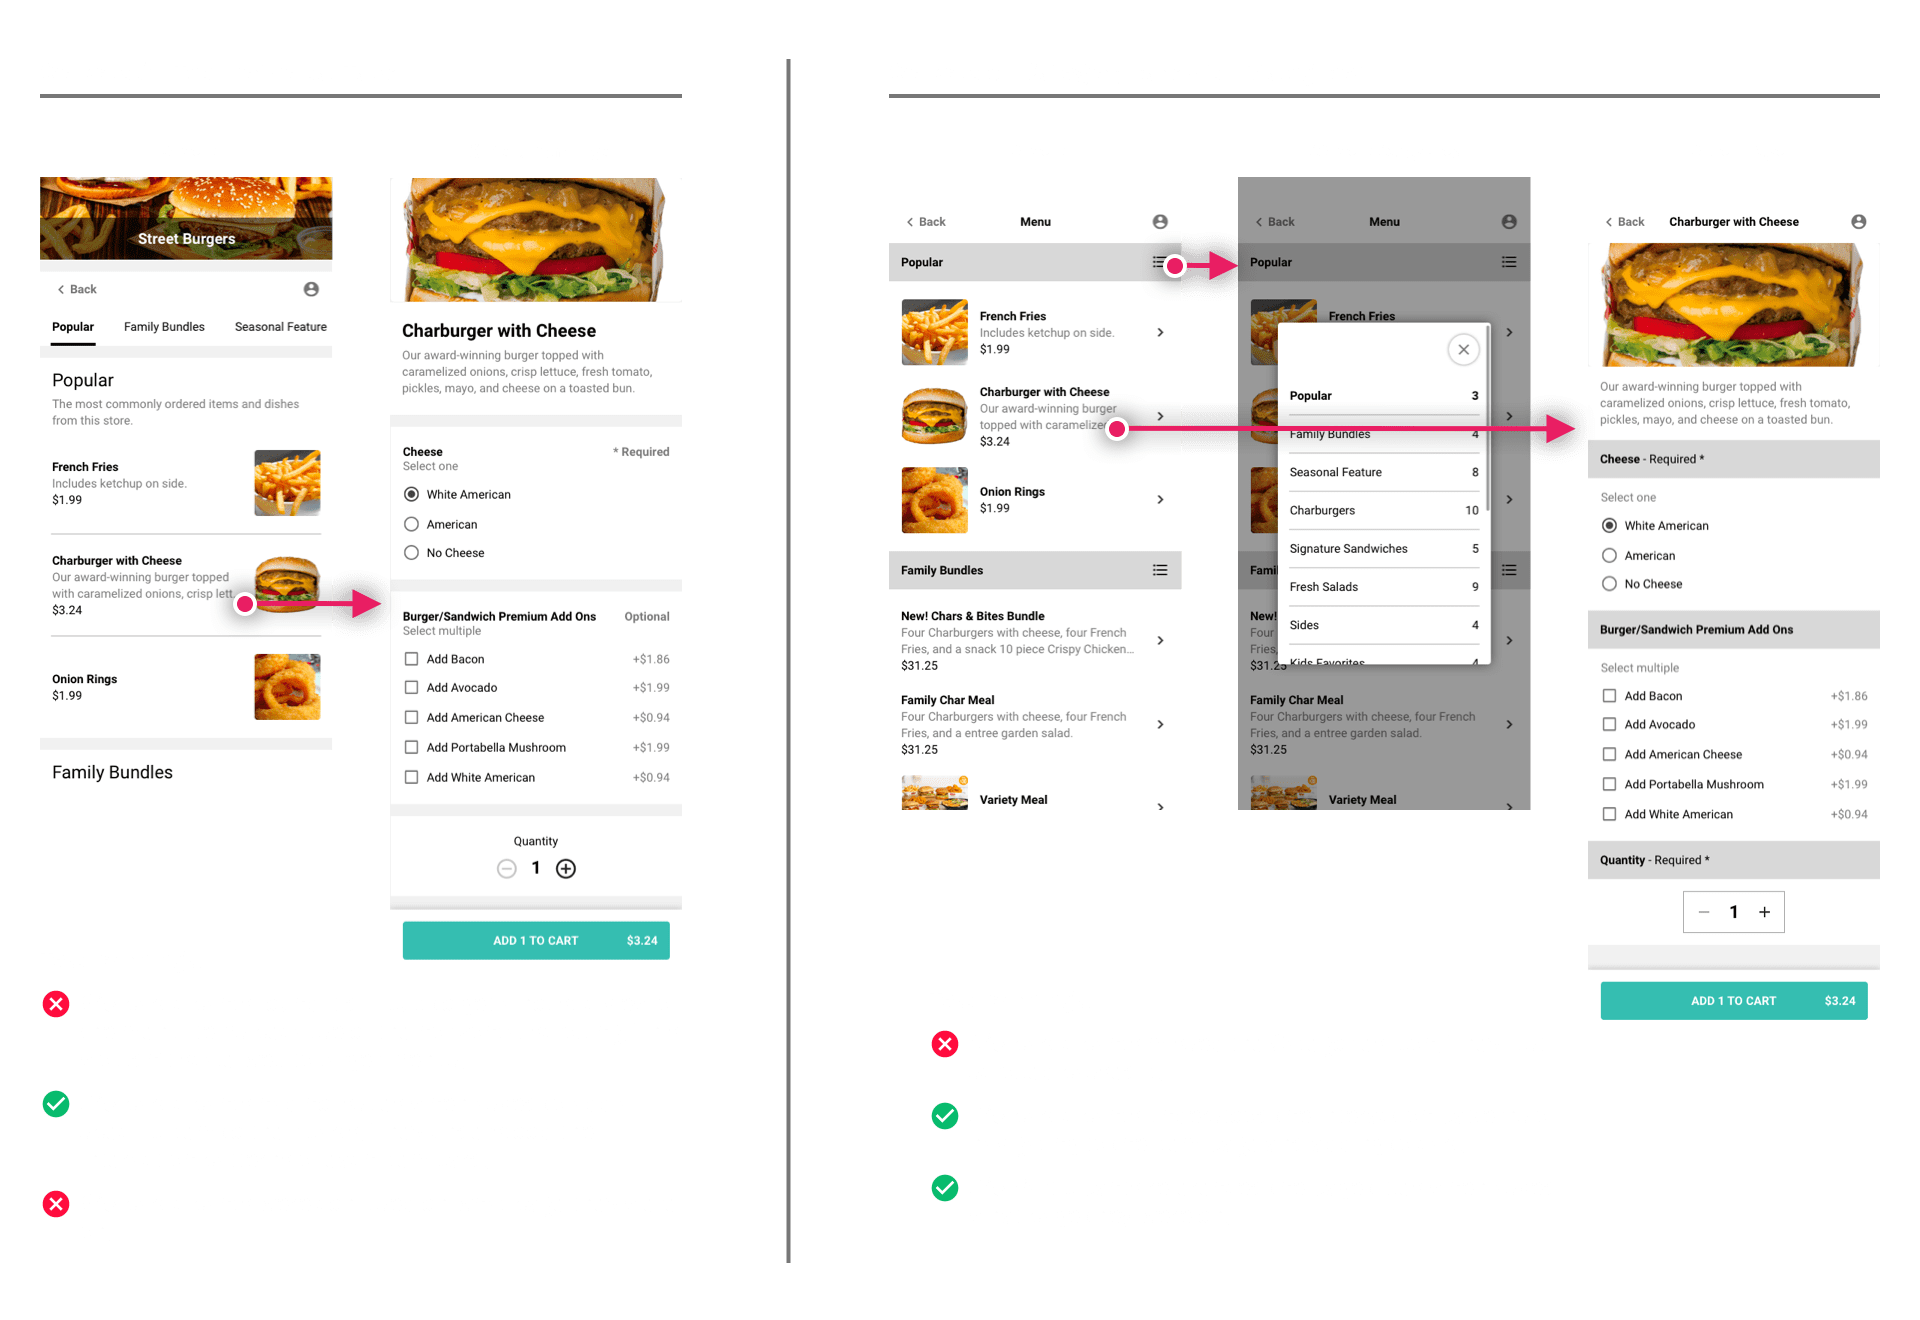 Street Burgers
Back
Popular
Family Bundles
Seasonal Feature
Popular
The most commonly ordered items and dishes
from this store.
French Fries
Includes ketchup on side.
$1.99
Charburger with Cheese
Our award-winning burger topped
with caramelized onions, crisp lett...
$3.24
Onion Rings
$1.99
Family Bundles
Charburger with Cheese
Our award-winning burger topped with
caramelized onions, crisp lettuce, fresh tomato,
pickles, mayo, and cheese on a toasted bun.
Cheese
* Required
Select one
White American
American
No Cheese
Burger/Sandwich Premium Add Ons
Optional
Select multiple
Add Bacon +$1.86
Add Avocado +$1.99
Add American Cheese +$0.94
Add Portabella Mushroom +$1.99
Add White American +$0.94
Quantity
1
ADD 1 TO CART $3.24
Back
Menu
Popular
French Fries
Includes ketchup on side.
$1.99
Charburger with Cheese
Our award-winning burger
topped with caramelize
$3.24
Onion Rings
$1.99
Family Bundles
New! Chars & Bites Bundle
Four Charburgers with cheese, four French
Fries, and a snack 10 piece Crispy Chicken...
$31.25
Family Char Meal
Four Charburgers with cheese, four French
Fries, and a entree garden salad.
$31.25
Variety Meal
Back
Menu
Popular
French Fries
Popular 3
Family Bundles 4
Seasonal Feature 8
Charburgers 10
Signature Sandwiches 5
Fresh Salads 9
Sides 4
Kids Favorites 4
Fami
New!
Four
Fries,
$31.25
Family Char Meal
Four Charburgers with cheese, four French
Fries, and a entree garden salad.
$31.25
Variety Meal
Back
Charburger with Cheese
Our award-winning burger topped with
caramelized onions, crisp lettuce, fresh tomato,
pickles, mayo, and cheese on a toasted bun.
Cheese - Required *
Select one
White American
American
No Cheese
Burger/Sandwich Premium Add Ons
Select multiple
Add Bacon +$1.86
Add Avocado +$1.99
Add American Cheese +$0.94
Add Portabella Mushroom +$1.99
Add White American +$0.94
Quantity - Required *
1
ADD 1 TO CART $3.24